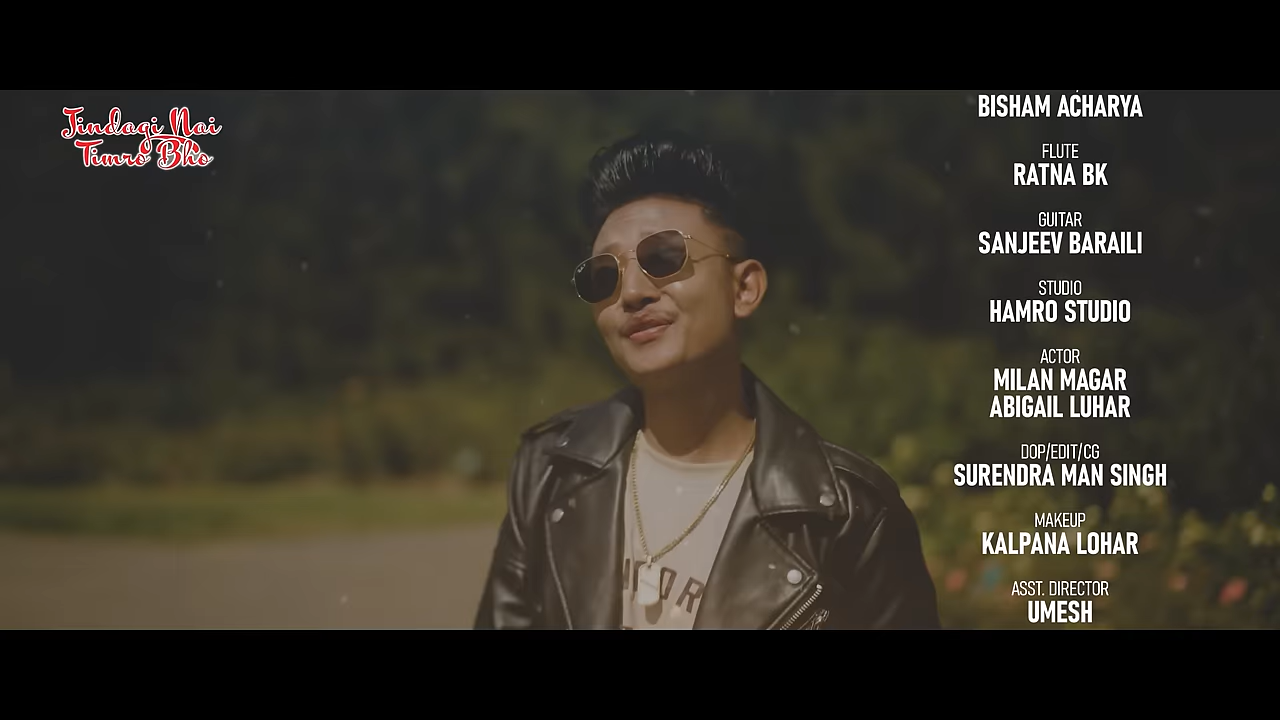 Jindagi Nai
Timro Bho
BISHAM ACHARYA
FLUTE
RATNA BK
GUITAR
SANJEEV BARAILI
STUDIO
HAMRO STUDIO
ACTOR
MILAN MAGAR
ABIGAIL LUHAR
DOP/EDIT/CG
SURENDRA MAN SINGH
MAKEUP
KALPANA LOHAR
ASST. DIRECTOR
UMESH